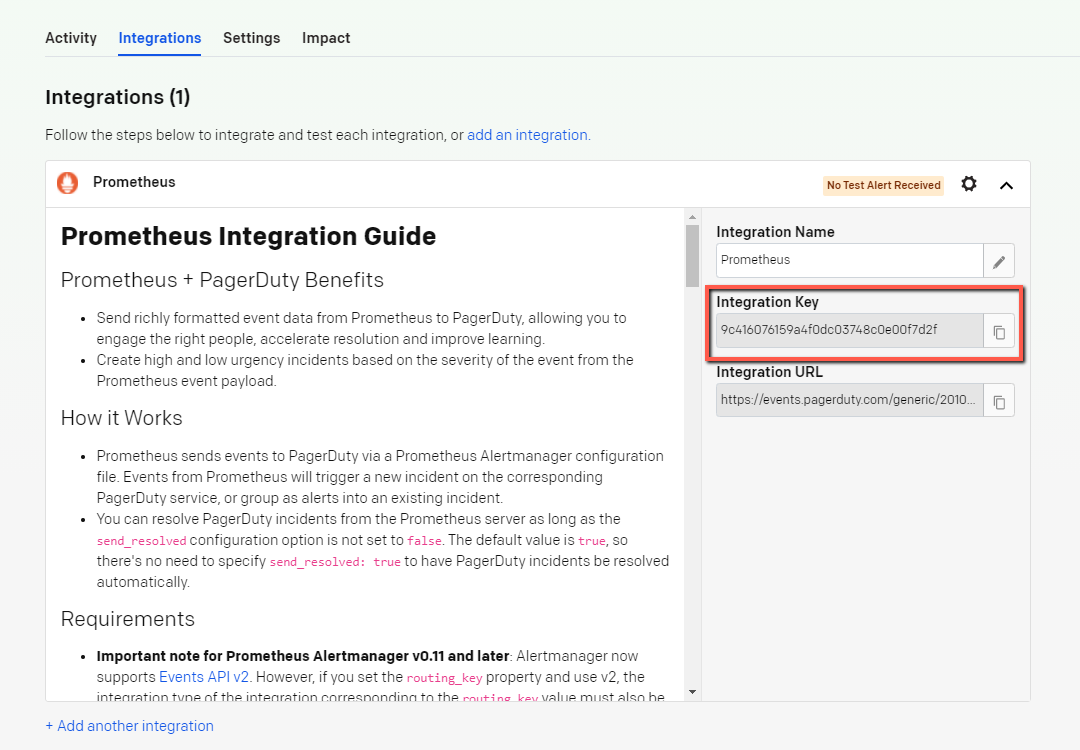 Activity Integrations Settings Impact
Integrations (1)
Follow the steps below to integrate and test each integration, or add an integration.
Prometheus
No Test Alert Received
Prometheus Integration Guide
Prometheus + PagerDuty Benefits
• Send richly formatted event data from Prometheus to PagerDuty, allowing you to
engage the right people, accelerate resolution and improve learning.
• Create high and low urgency incidents based on the severity of the event from the
Prometheus event payload.
How it Works
• Prometheus sends events to PagerDuty via a Prometheus Alertmanager configuration
file. Events from Prometheus will trigger a new incident on the corresponding
PagerDuty service, or group as alerts into an existing incident.
• You can resolve PagerDuty incidents from the Prometheus server as long as the
send_resolved configuration option is not set to false. The default value is true, so
there's no need to specify send_resolved: true to have PagerDuty incidents be resolved
automatically.
Requirements
• Important note for Prometheus Alertmanager v0.11 and later: Alertmanager now
supports Events API v2. However, if you set the routing_key property and use v2, the
integration type of the integration corresponding to the routing_key value must also be
Integration Name
Prometheus
Integration Key
9c416076159a4f0dc03748c0e00f7d2f
Integration URL
https://events.pagerduty.com/generic/2010...
+ Add another integration